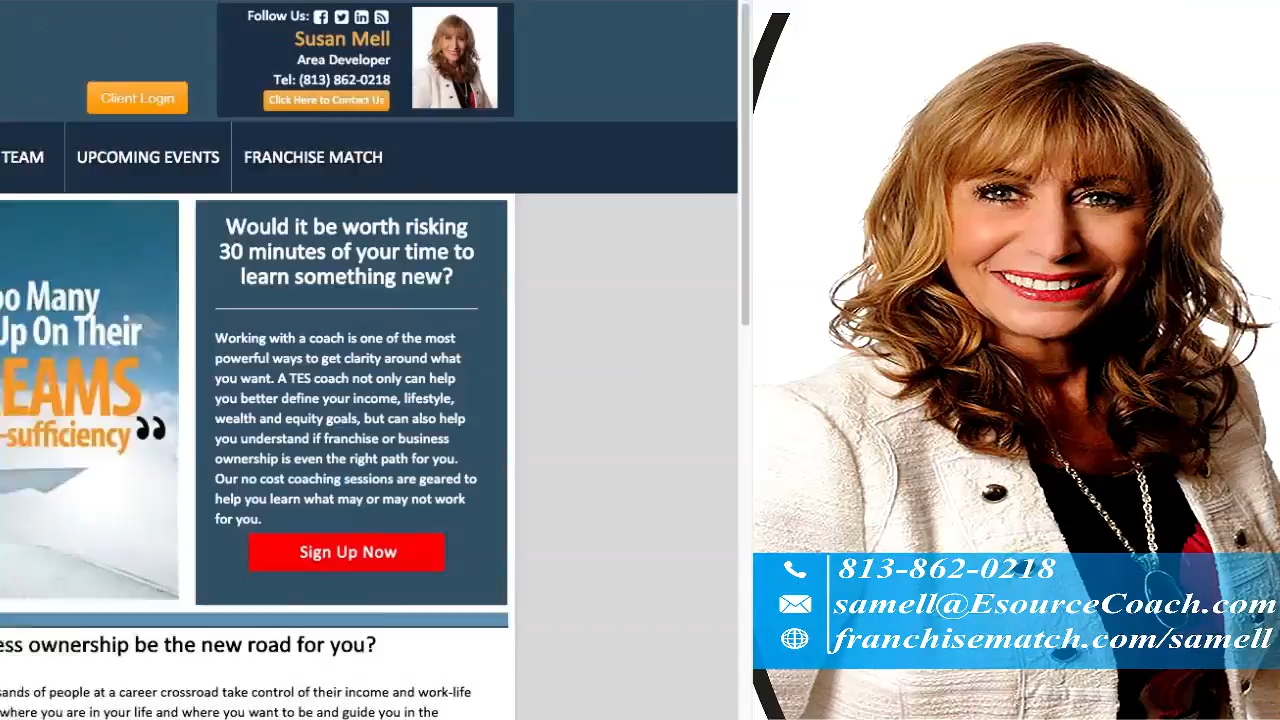 Follow Us:
Susan Mell
Area Developer
Tel: (813) 862-0218
Click Here to Contact Us
Client Login
TEAM
UPCOMING EVENTS
FRANCHISE MATCH
oo Many
Up On Their
EAMS
-sufficiency ”
Would it be worth risking
30 minutes of your time to
learn something new?
Working with a coach is one of the most
powerful ways to get clarity around what
you want. A TES coach not only can help
you better define your income, lifestyle,
wealth and equity goals, but can also help
you understand if franchise or business
ownership is even the right path for you.
Our no cost coaching sessions are geared to
help you learn what may or may not work
for you.
Sign Up Now
ess ownership be the new road for you?
sands of people at a career crossroad take control of their income and work-life
where you are in your life and where you want to be and guide you in the
813-862-0218
samell@EsourceCoach.com
franchisematch.com/samell